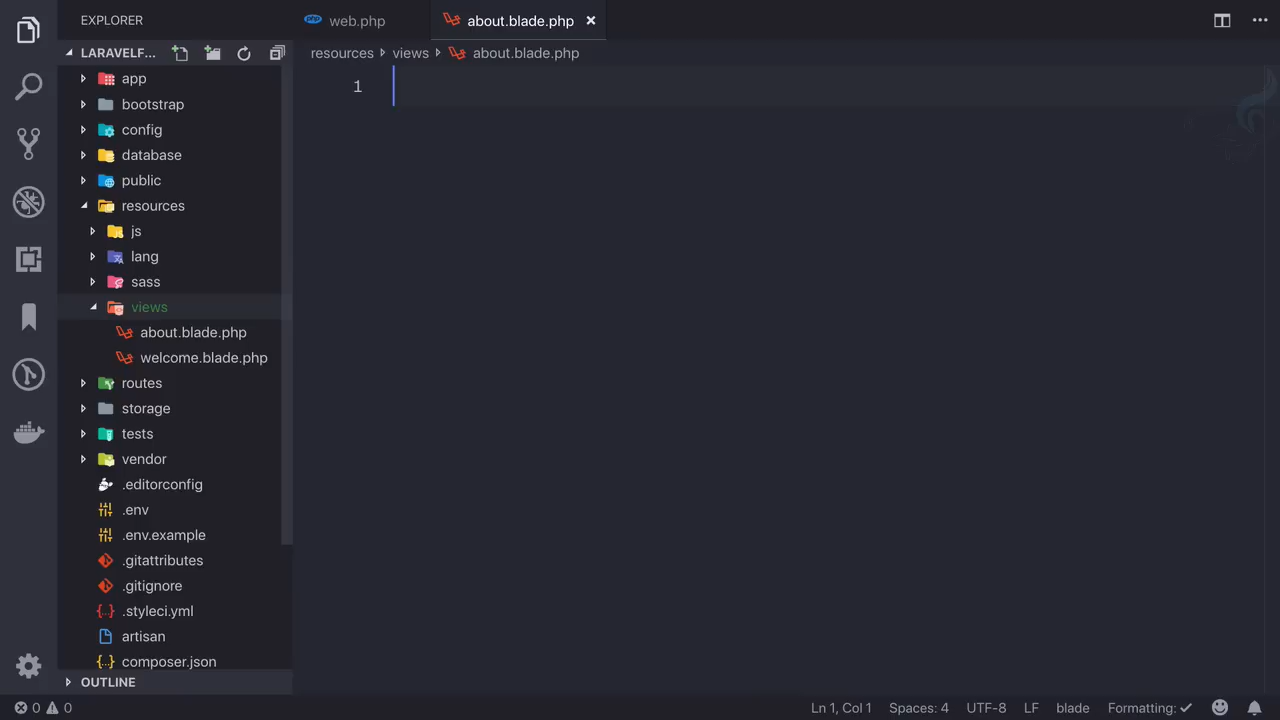 EXPLORER
php web.php
about.blade.php
LARAVELF...
resources views about.blade.php
1
app
bootstrap
config
database
public
resources
js
lang
sass
views
about.blade.php
welcome.blade.php
routes
storage
tests
vendor
.editorconfig
.env
.env.example
.gitattributes
.gitignore
.styleci.yml
artisan
composer.json
OUTLINE
0 0
Ln 1, Col 1 Spaces: 4 UTF-8 LF blade Formatting: